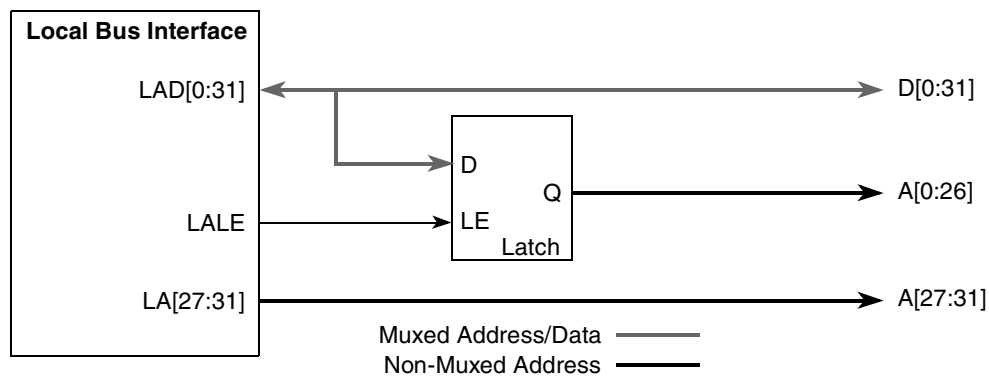 Local Bus Interface
LAD[0:31]
D[0:31]
D
Q
A[0:26]
LALE
LE
Latch
LA[27:31]
A[27:31]
Muxed Address/Data
Non-Muxed Address